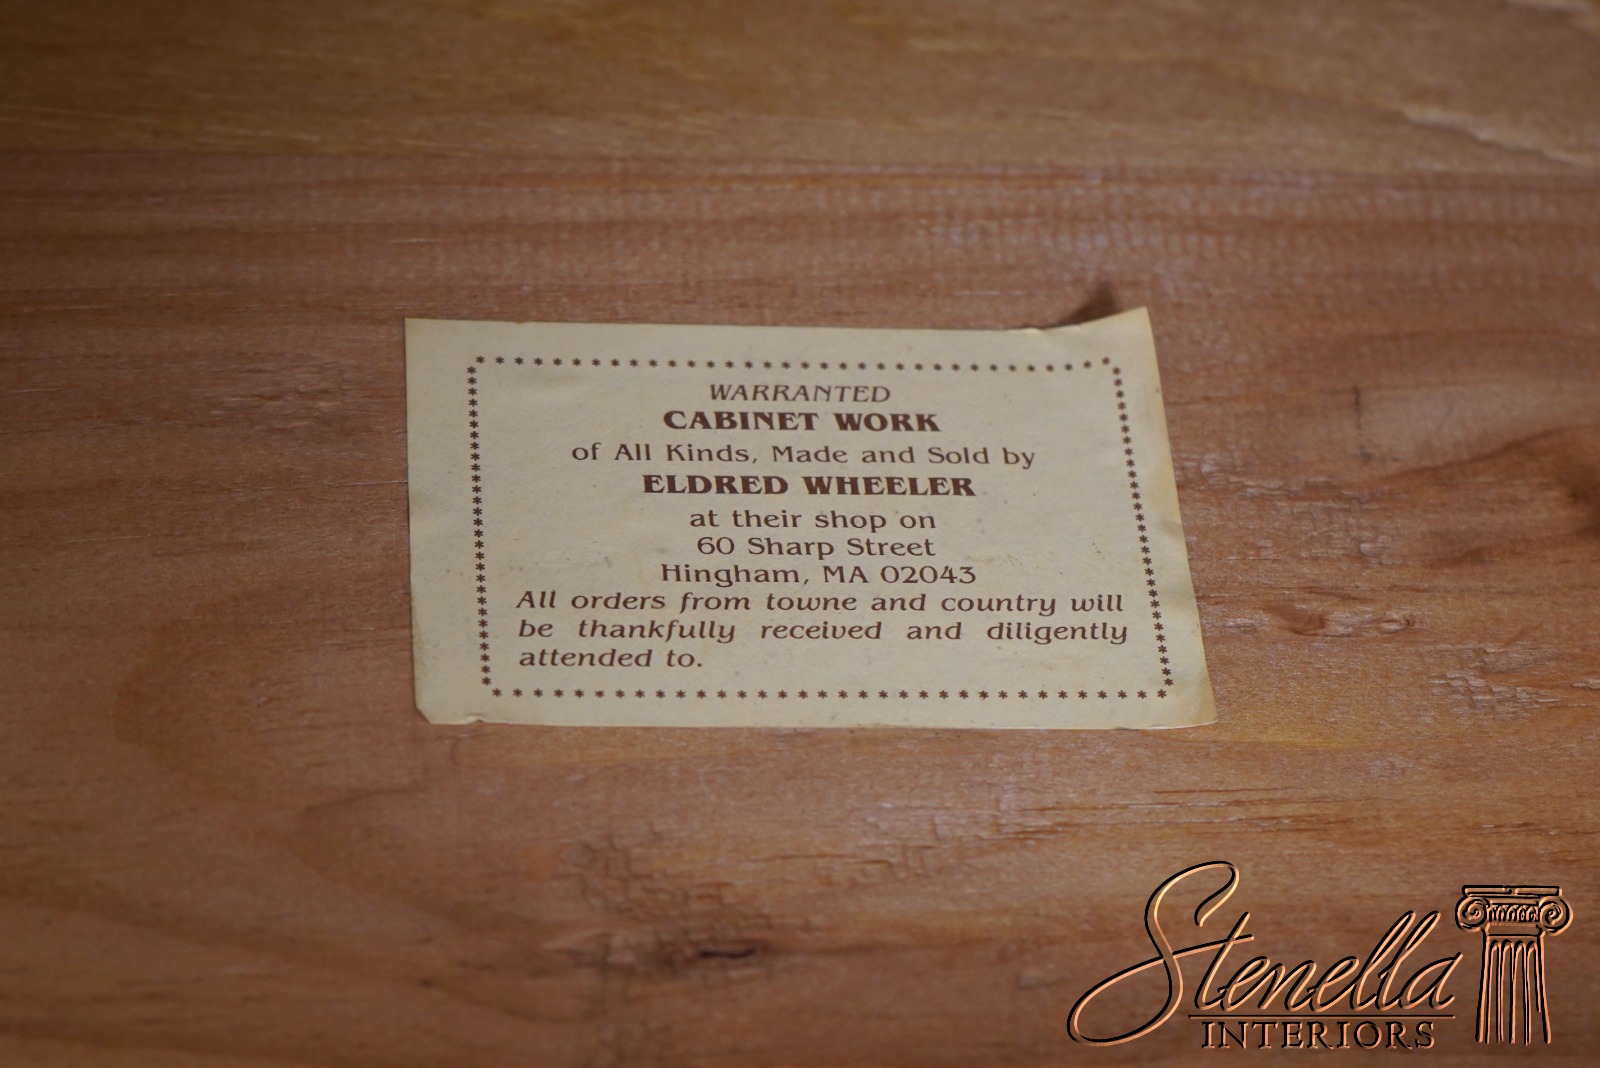 WARRANTED
CABINET WORK
of All Kinds, Made and Sold by
ELDRED WHEELER
at their shop on
60 Sharp Street
Hingham, MA 02043
All orders from towne and country will
be thankfully received and diligently
attended to.
Stenella
INTERIORS